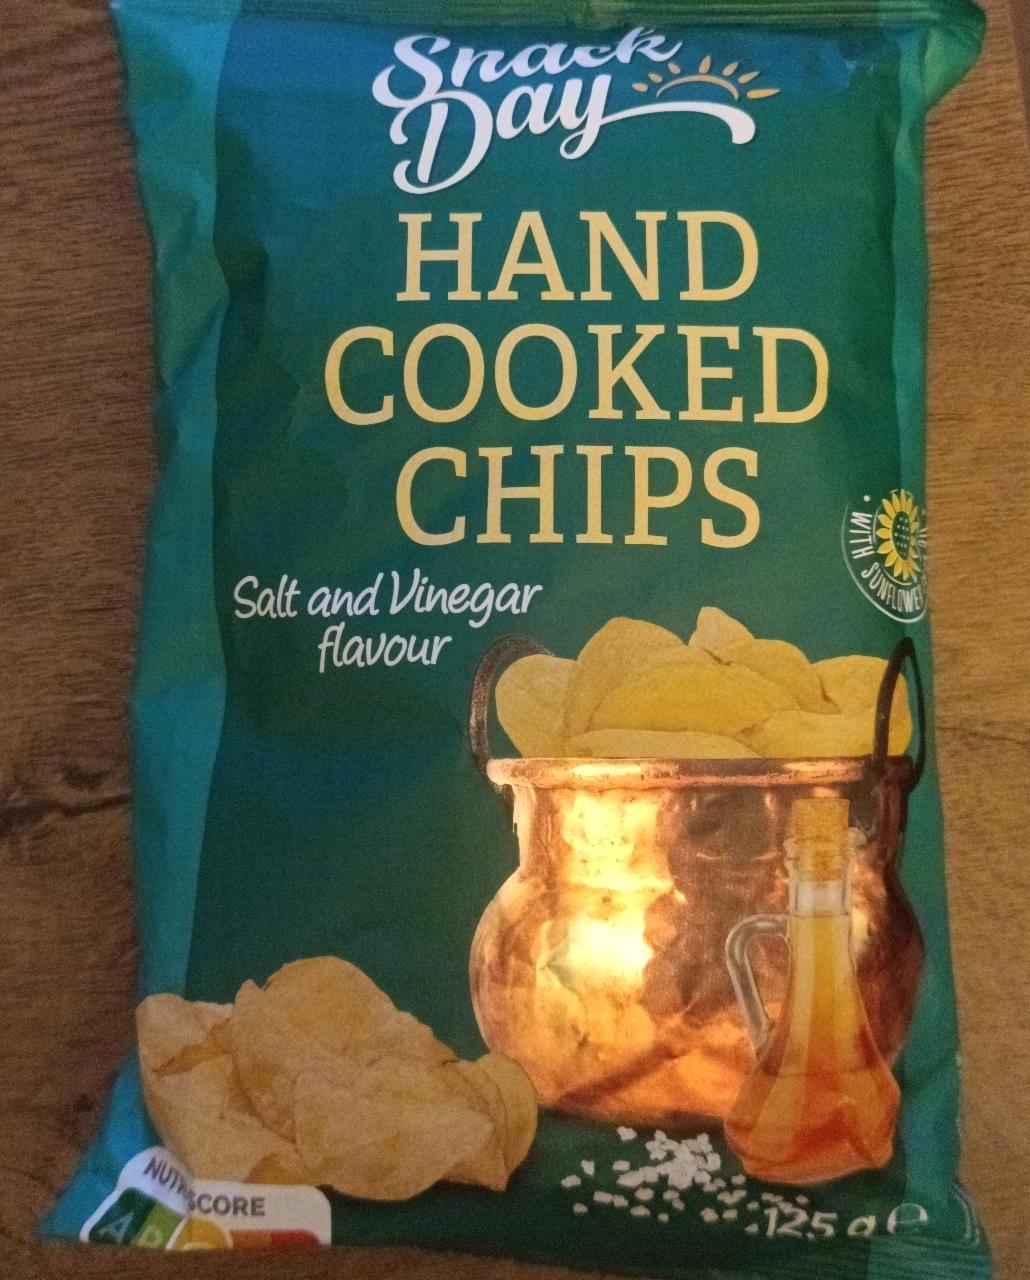 Snack
Day
HAND
COOKED
CHIPS
WITH SUNFLOWER
Salt and Vinegar
flavour
NUTRI-SCORE
A B
125 g e